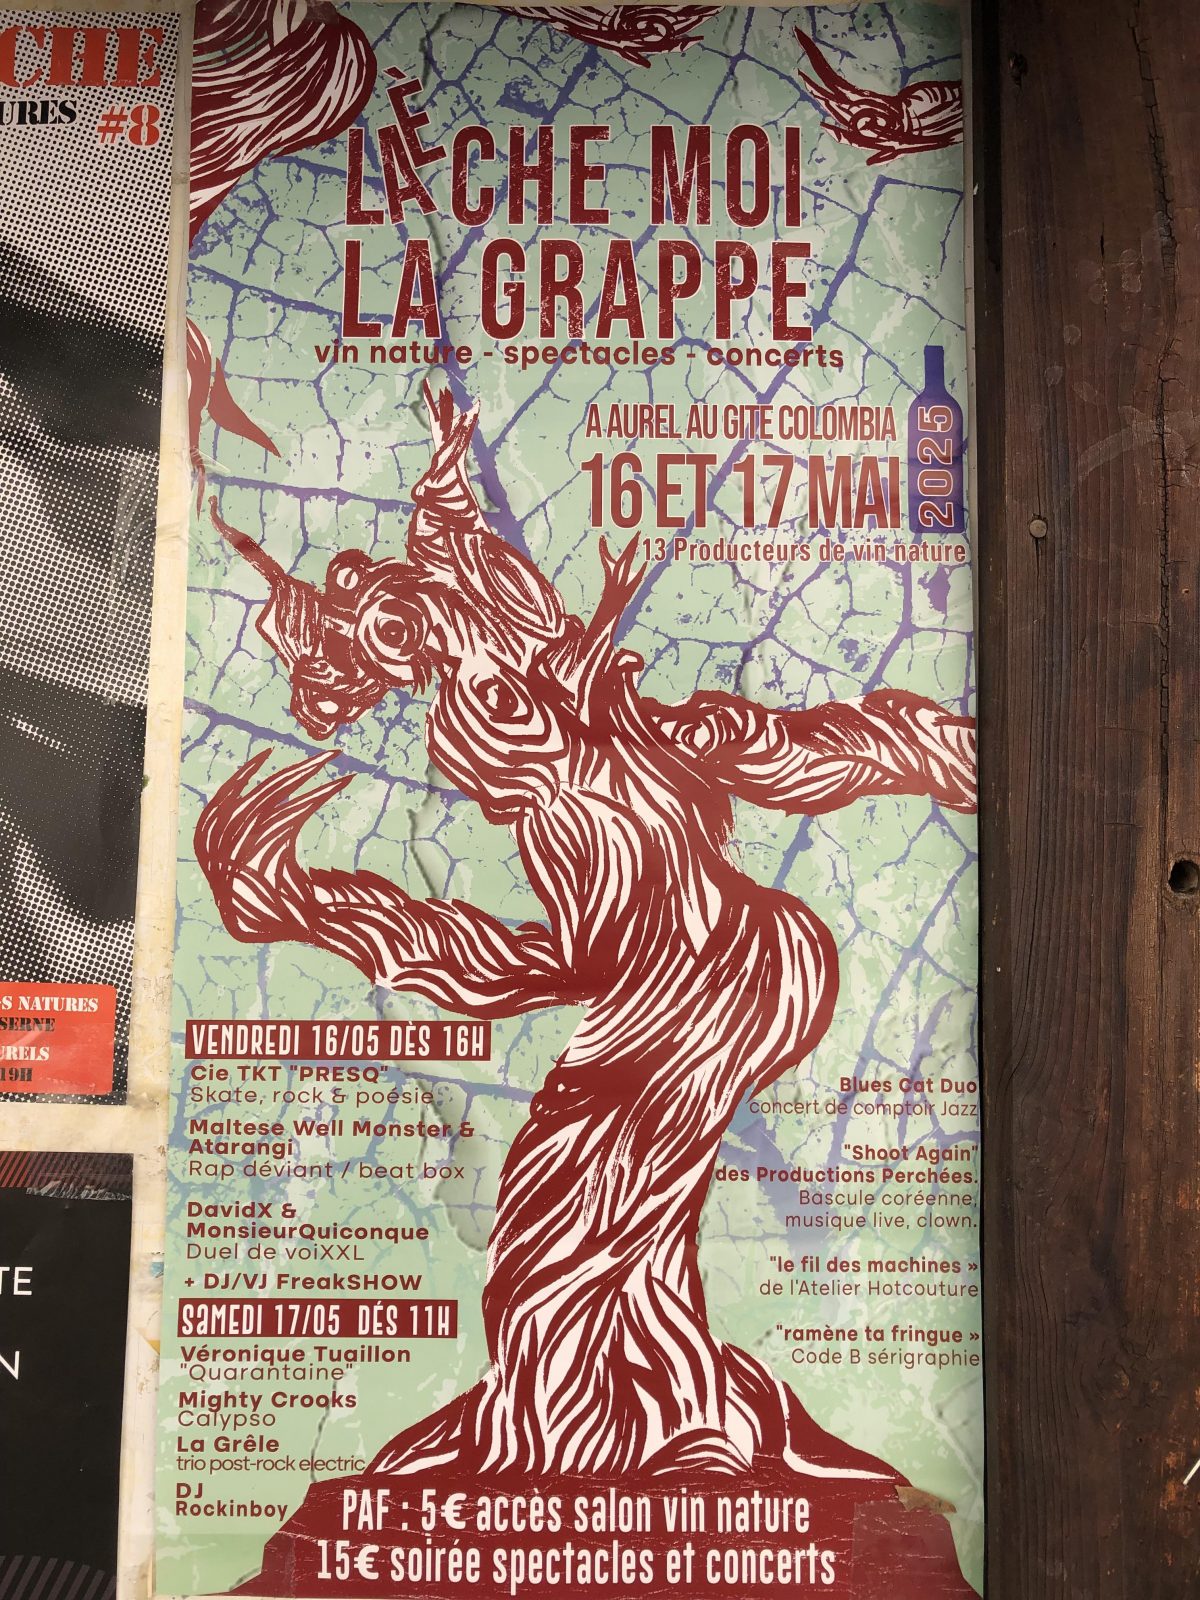 CHE
URES #8
LAÈCHE MOI
LA GRAPPE
vin nature - spectacles - concerts
A AUREL AU GITE COLOMBIA
16 ET 17 MAI
2025
13 Producteurs de vin nature
S NATURES
SERNE
URELS
19H
TE
N
VENDREDI 16/05 DÈS 16H
Cie TKT "PRESQ"
Skate, rock & poésie
Maltese Well Monster &
Atarangi
Rap déviant / beat box
DavidX &
MonsieurQuiconque
Duel de voiXXL
+ DJ/VJ FreakSHOW
SaMEDI 17/05 DÉS 11H
Véronique Tuaillon
"Quarantaine"
Mighty Crooks
Calypso
La Grêle
trio post-rock electric
DJ
Rockinboy
Blues Cat Duo
concert de comptoir Jazz
"Shoot Again"
des Productions Perchées.
Bascule coréenne,
musique live, clown.
"le fil des machines »
de l'Atelier Hotcouture
"ramène ta fringue »
Code B sérigraphie
PAF : 5€ accès salon vin nature
15€ soirée spectacles et concerts